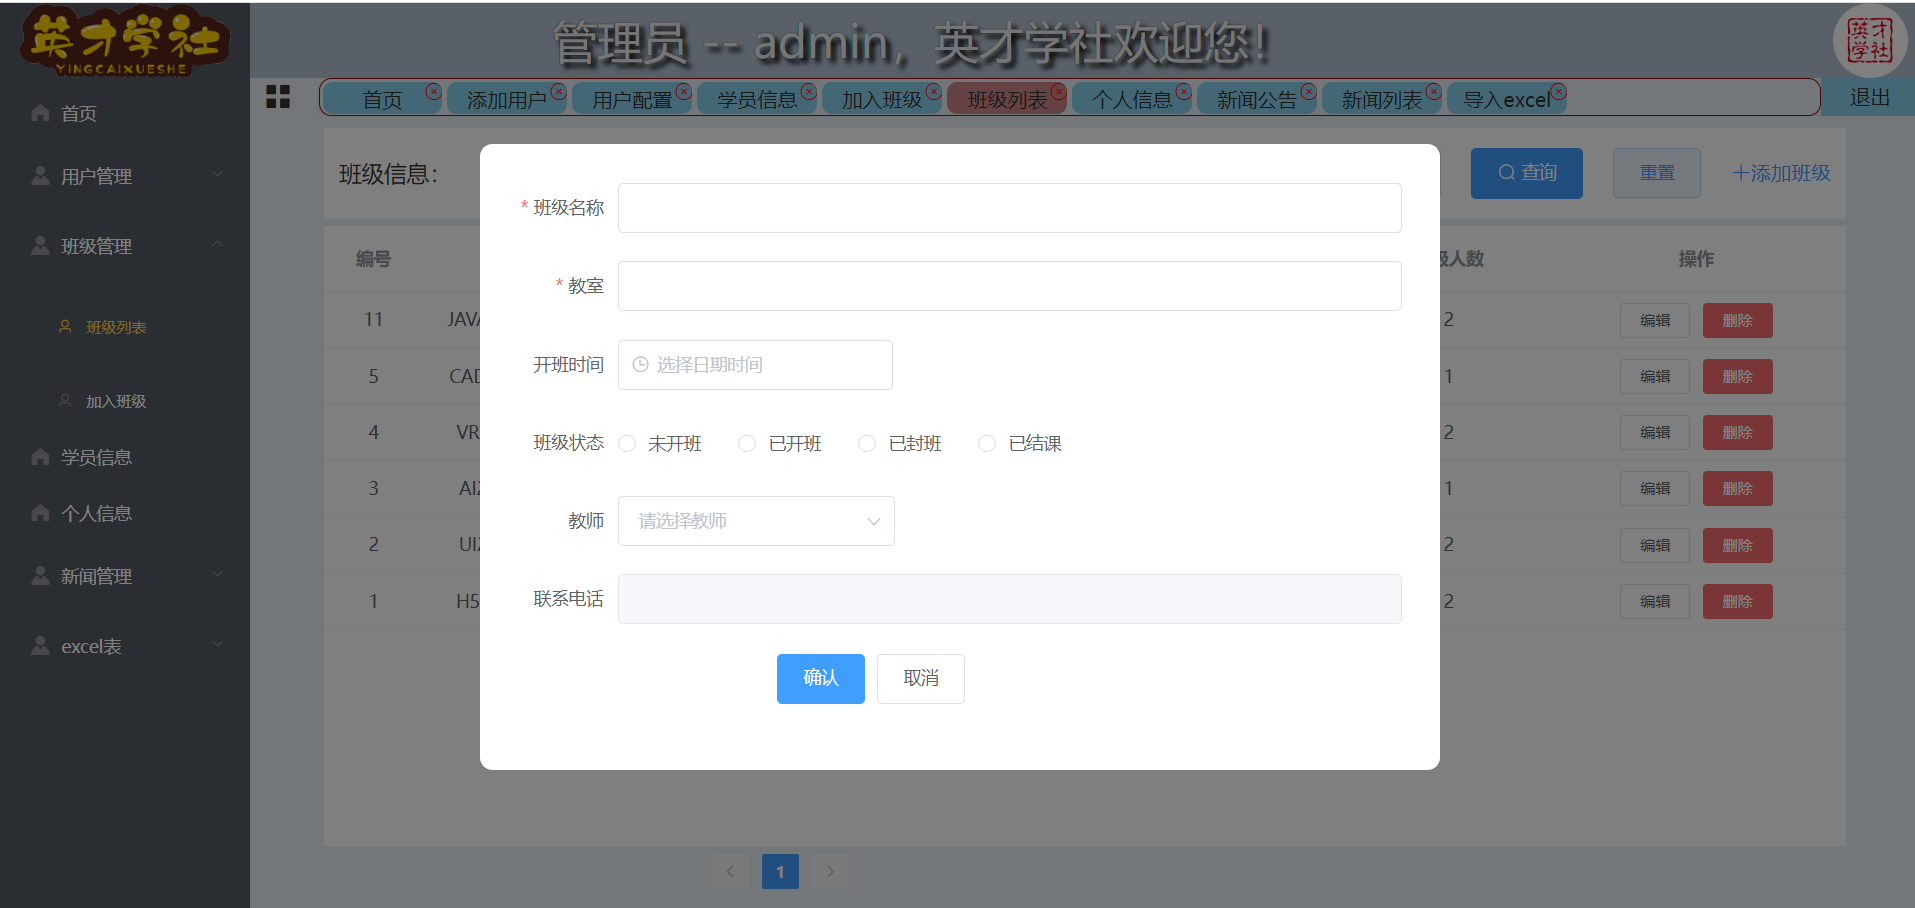 英才学社
YINGCAIXUESHE
管理员 -- admin，英才学社欢迎您！
英才
学社
首页 添加用户 用户配置 学员信息 加入班级 班级列表 个人信息 新闻公告 新闻列表 导入excel 退出
首页
用户管理
班级管理
班级列表
加入班级
学员信息
个人信息
新闻管理
excel表
班级信息： 查询 重置 +添加班级
编号 级人数 操作
11 JAVA 2 编辑 删除
5 CAD 1 编辑 删除
4 VR 2 编辑 删除
3 AI2 1 编辑 删除
2 UI2 2 编辑 删除
1 H5 2 编辑 删除
* 班级名称
* 教室
开班时间 选择日期时间
班级状态 未开班 已开班 已封班 已结课
教师 请选择教师
联系电话
确认 取消
1